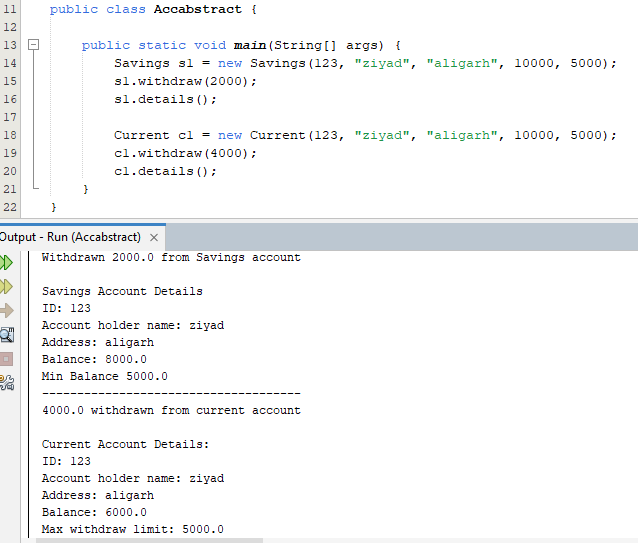 11 public class Accabstract {
12
13 public static void main(String[] args) {
14 Savings s1 = new Savings(123, "ziyad", "aligarh", 10000, 5000);
15 s1.withdraw(2000);
16 s1.details();
17
18 Current c1 = new Current(123, "ziyad", "aligarh", 10000, 5000);
19 c1.withdraw(4000);
20 c1.details();
21 }
22 }
Output - Run (Accabstract) ×
Withdrawn 2000.0 from Savings account
Savings Account Details
ID: 123
Account holder name: ziyad
Address: aligarh
Balance: 8000.0
Min Balance 5000.0
-------------------------------------
4000.0 withdrawn from current account
Current Account Details:
ID: 123
Account holder name: ziyad
Address: aligarh
Balance: 6000.0
Max withdraw limit: 5000.0